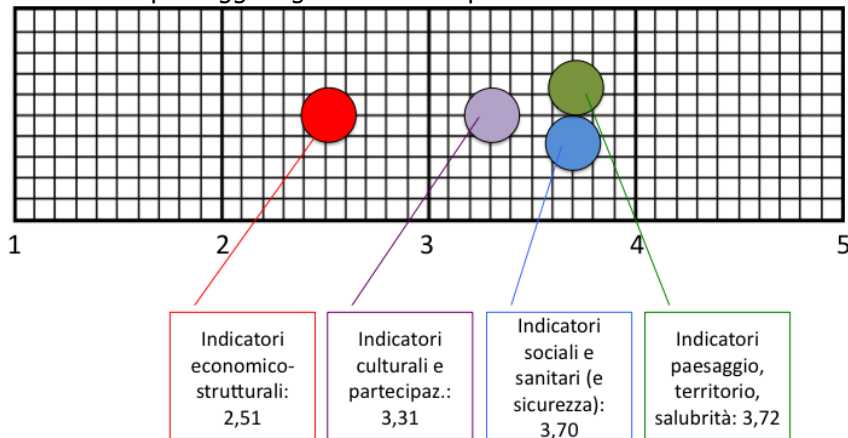 1 2 3 4 5
Indicatori
economico-
strutturali:
2,51
Indicatori
culturali e
partecipaz.:
3,31
Indicatori
sociali e
sanitari (e
sicurezza):
3,70
Indicatori
paesaggio,
territorio,
salubrità: 3,72